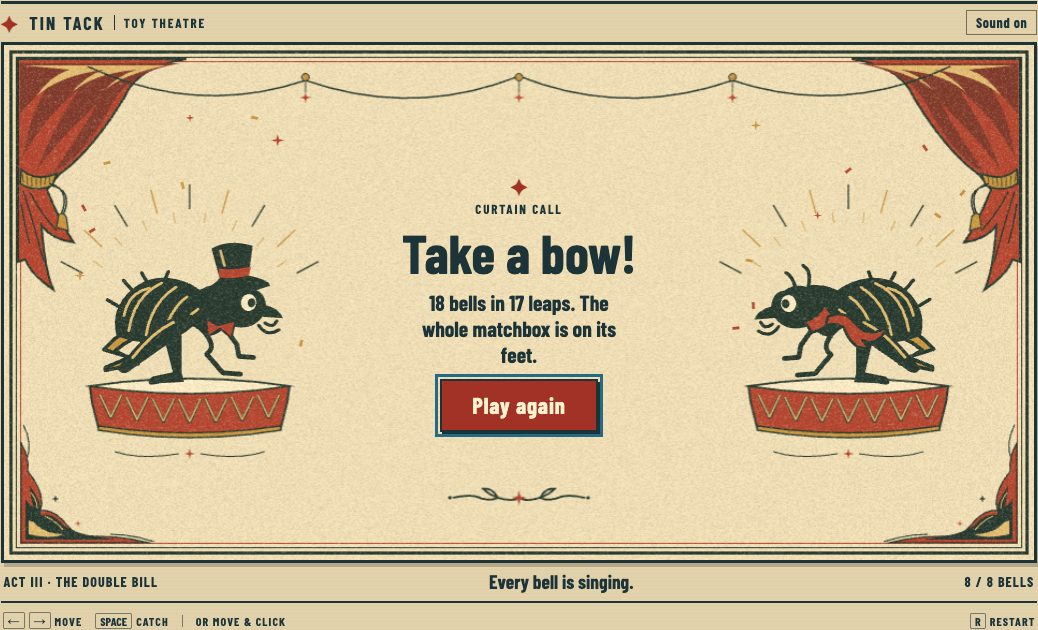 TIN TACK TOY THEATRE
Sound on
CURTAIN CALL
Take a bow!
18 bells in 17 leaps. The
whole matchbox is on its
feet.
Play again
ACT III · THE DOUBLE BILL
Every bell is singing.
8 / 8 BELLS
← → MOVE SPACE CATCH OR MOVE & CLICK
R RESTART